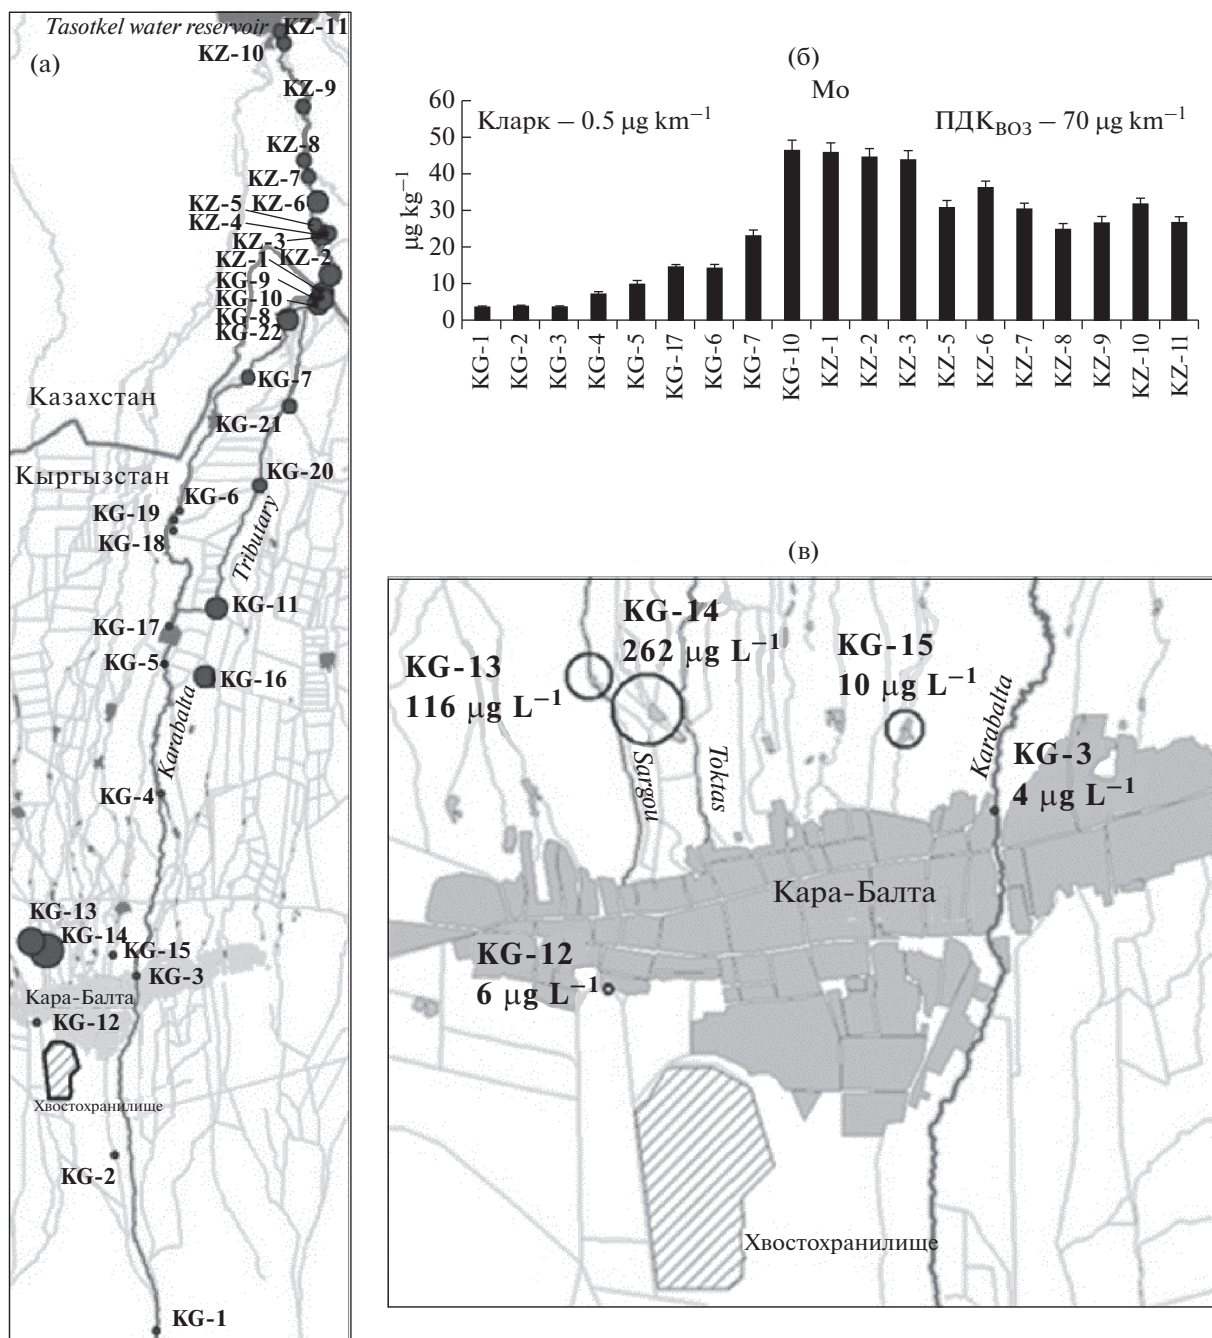 Tasotkel water reservoir
KZ-11
(а)
KZ-10
KZ-9
KZ-8
KZ-7
KZ-5
KZ-6
KZ-4
KZ-3
KZ-1
KZ-2
KG-9
KG-10
KG-8
KG-22
KG-7
Казахстан
KG-21
Кыргызстан
KG-20
KG-6
KG-19
KG-18
Tributary
KG-11
KG-17
KG-5
KG-16
Karabalta
KG-4
KG-13
KG-14
KG-15
KG-3
Кара-Балта
KG-12
Хвостохранилище
KG-2
KG-1
(б)
Mo
Кларк – 0.5 µg km⁻¹
ПДК_ВОЗ – 70 µg km⁻¹
µg kg⁻¹
60
50
40
30
20
10
0
KG-1
KG-2
KG-3
KG-4
KG-5
KG-17
KG-6
KG-7
KG-10
KZ-1
KZ-2
KZ-3
KZ-5
KZ-6
KZ-7
KZ-8
KZ-9
KZ-10
KZ-11
(в)
KG-14
262 µg L⁻¹
KG-13
116 µg L⁻¹
KG-15
10 µg L⁻¹
Karabalta
Sargou
Toktas
KG-3
4 µg L⁻¹
Кара-Балта
KG-12
6 µg L⁻¹
Хвостохранилище